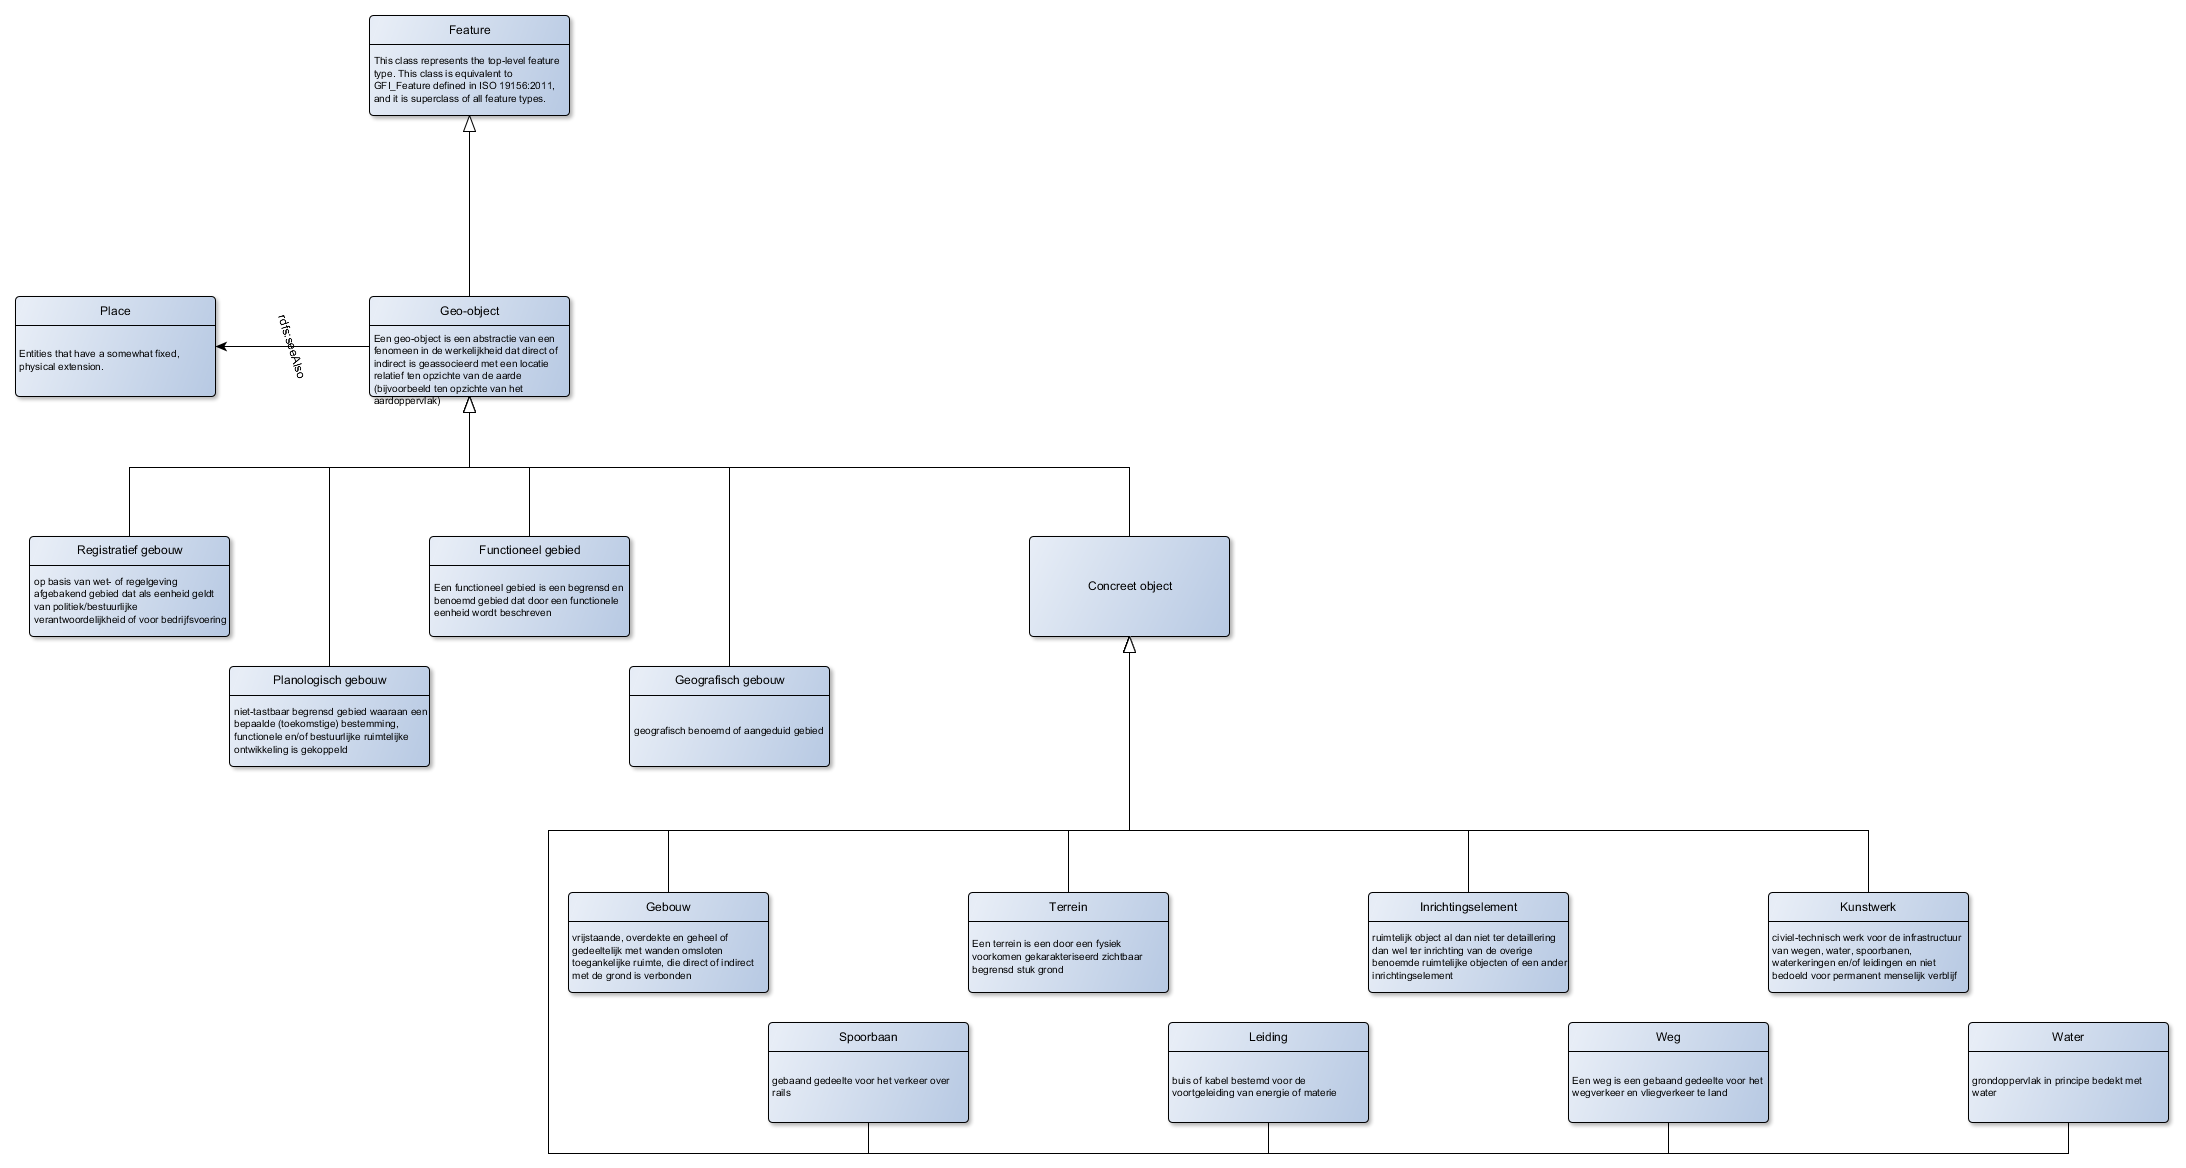 Feature
This class represents the top-level feature
type. This class is equivalent to
GFI_Feature defined in ISO 19156:2011,
and it is superclass of all feature types.
Place
Entities that have a somewhat fixed,
physical extension.
rdfs:seeAlso
Geo-object
Een geo-object is een abstractie van een
fenomeen in de werkelijkheid dat direct of
indirect is geassocieerd met een locatie
relatief ten opzichte van de aarde
(bijvoorbeeld ten opzichte van het
aardoppervlak)
Registratief gebouw
op basis van wet- of regelgeving
afgebakend gebied dat als eenheid geldt
van politiek/bestuurlijke
verantwoordelijkheid of voor bedrijfsvoering
Functioneel gebied
Een functioneel gebied is een begrensd en
benoemd gebied dat door een functionele
eenheid wordt beschreven
Concreet object
Planologisch gebouw
niet-tastbaar begrensd gebied waaraan een
bepaalde (toekomstige) bestemming,
functionele en/of bestuurlijke ruimtelijke
ontwikkeling is gekoppeld
Geografisch gebouw
geografisch benoemd of aangeduid gebied
Gebouw
vrijstaande, overdekte en geheel of
gedeeltelijk met wanden omsloten
toegankelijke ruimte, die direct of indirect
met de grond is verbonden
Terrein
Een terrein is een door een fysiek
voorkomen gekarakteriseerd zichtbaar
begrensd stuk grond
Inrichtingselement
ruimtelijk object al dan niet ter detaillering
dan wel ter inrichting van de overige
benoemde ruimtelijke objecten of een ander
inrichtingselement
Kunstwerk
civiel-technisch werk voor de infrastructuur
van wegen, water, spoorbanen,
waterkeringen en/of leidingen en niet
bedoeld voor permanent menselijk verblijf
Spoorbaan
gebaand gedeelte voor het verkeer over
rails
Leiding
buis of kabel bestemd voor de
voortgeleiding van energie of materie
Weg
Een weg is een gebaand gedeelte voor het
wegverkeer en vliegverkeer te land
Water
grondoppervlak in principe bedekt met
water